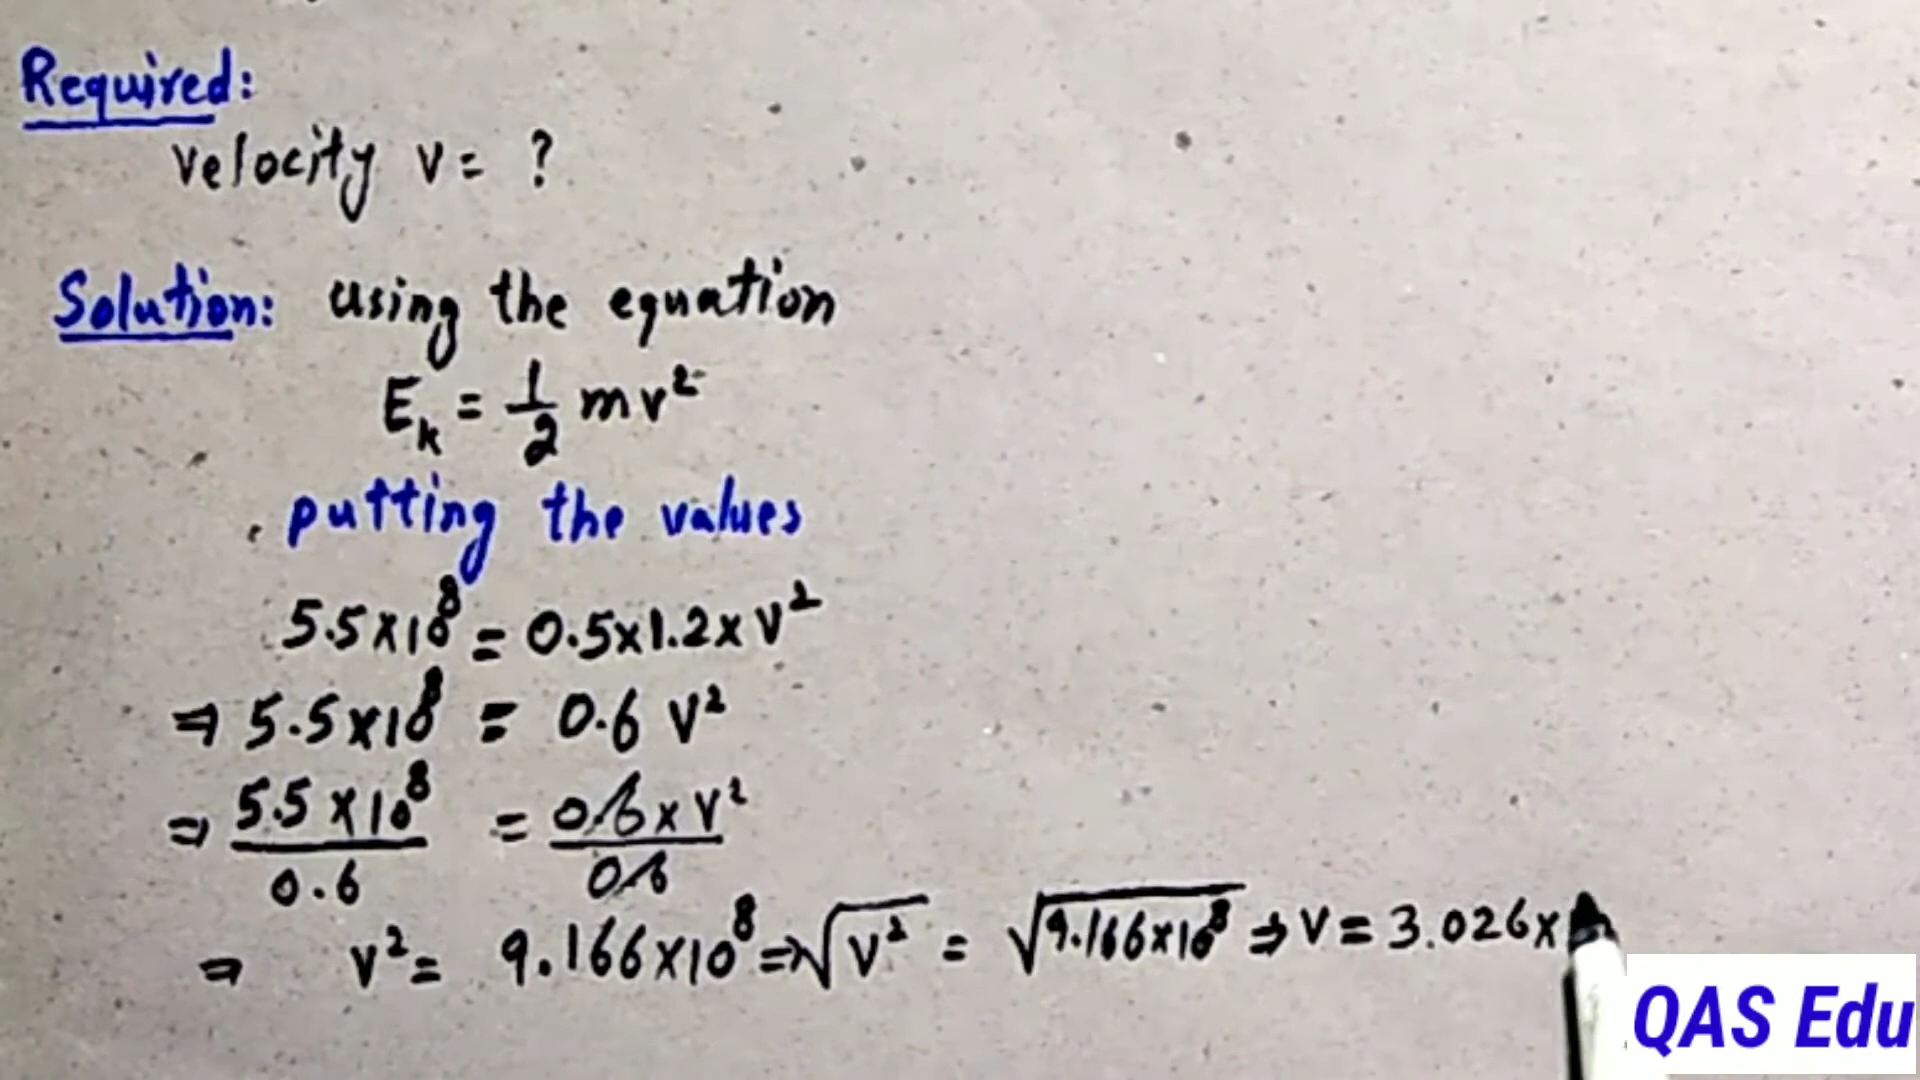 Required:
velocity v = ?
Solution: using the equation
E_k = 1/2 mv²
putting the values
5.5×10⁸ = 0.5×1.2×v²
⇒ 5.5×10⁸ = 0.6 v²
⇒ 5.5×10⁸/0.6 = 0.6×v²/0.6
⇒ v² = 9.166×10⁸ ⇒ √v² = √9.166×10⁸ ⇒ v = 3.026×
QAS Edu